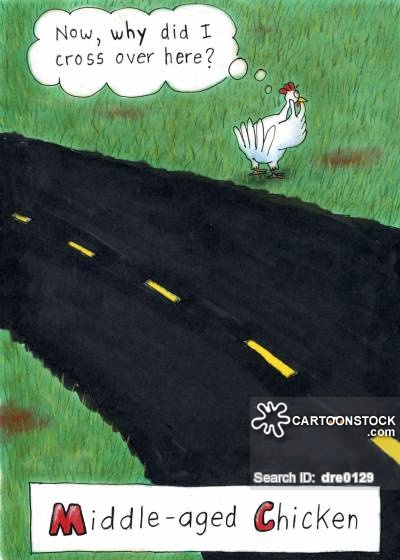 Now, why did I
cross over here?
CARTOONSTOCK
.com
Search ID: dre0129
Middle-aged Chicken